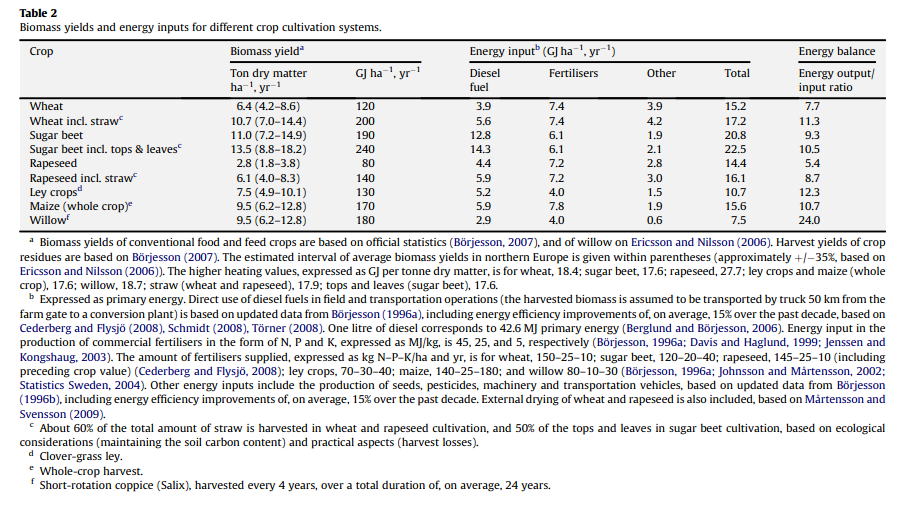 Table 2
Biomass yields and energy inputs for different crop cultivation systems.
Crop Biomass yieldᵃ Energy inputᵇ (GJ ha⁻¹, yr⁻¹) Energy balance
Ton dry matter ha⁻¹, yr⁻¹ GJ ha⁻¹, yr⁻¹ Diesel fuel Fertilisers Other Total Energy output/ input ratio
Wheat 6.4 (4.2–8.6) 120 3.9 7.4 3.9 15.2 7.7
Wheat incl. strawᶜ 10.7 (7.0–14.4) 200 5.6 7.4 4.2 17.2 11.3
Sugar beet 11.0 (7.2–14.9) 190 12.8 6.1 1.9 20.8 9.3
Sugar beet incl. tops & leavesᶜ 13.5 (8.8–18.2) 240 14.3 6.1 2.1 22.5 10.5
Rapeseed 2.8 (1.8–3.8) 80 4.4 7.2 2.8 14.4 5.4
Rapeseed incl. strawᶜ 6.1 (4.0–8.3) 140 5.9 7.2 3.0 16.1 8.7
Ley cropsᵈ 7.5 (4.9–10.1) 130 5.2 4.0 1.5 10.7 12.3
Maize (whole crop)ᵉ 9.5 (6.2–12.8) 170 5.9 7.8 1.9 15.6 10.7
Willowᶠ 9.5 (6.2–12.8) 180 2.9 4.0 0.6 7.5 24.0
ᵃ Biomass yields of conventional food and feed crops are based on official statistics (Börjesson, 2007), and of willow on Ericsson and Nilsson (2006). Harvest yields of crop
residues are based on Börjesson (2007). The estimated interval of average biomass yields in northern Europe is given within parentheses (approximately +/−35%, based on
Ericsson and Nilsson (2006)). The higher heating values, expressed as GJ per tonne dry matter, is for wheat, 18.4; sugar beet, 17.6; rapeseed, 27.7; ley crops and maize (whole
crop), 17.6; willow, 18.7; straw (wheat and rapeseed), 17.9; tops and leaves (sugar beet), 17.6.
ᵇ Expressed as primary energy. Direct use of diesel fuels in field and transportation operations (the harvested biomass is assumed to be transported by truck 50 km from the
farm gate to a conversion plant) is based on updated data from Börjesson (1996a), including energy efficiency improvements of, on average, 15% over the past decade, based on
Cederberg and Flysjö (2008), Schmidt (2008), Törner (2008). One litre of diesel corresponds to 42.6 MJ primary energy (Berglund and Börjesson, 2006). Energy input in the
production of commercial fertilisers in the form of N, P and K, expressed as MJ/kg, is 45, 25, and 5, respectively (Börjesson, 1996a; Davis and Haglund, 1999; Jenssen and
Kongshaug, 2003). The amount of fertilisers supplied, expressed as kg N–P–K/ha and yr, is for wheat, 150–25–10; sugar beet, 120–20–40; rapeseed, 145–25–10 (including
preceding crop value) (Cederberg and Flysjö, 2008); ley crops, 70–30–40; maize, 140–25–180; and willow 80–10–30 (Börjesson, 1996a; Johnsson and Mårtensson, 2002;
Statistics Sweden, 2004). Other energy inputs include the production of seeds, pesticides, machinery and transportation vehicles, based on updated data from Börjesson
(1996b), including energy efficiency improvements of, on average, 15% over the past decade. External drying of wheat and rapeseed is also included, based on Mårtensson and
Svensson (2009).
ᶜ About 60% of the total amount of straw is harvested in wheat and rapeseed cultivation, and 50% of the tops and leaves in sugar beet cultivation, based on ecological
considerations (maintaining the soil carbon content) and practical aspects (harvest losses).
ᵈ Clover-grass ley.
ᵉ Whole-crop harvest.
ᶠ Short-rotation coppice (Salix), harvested every 4 years, over a total duration of, on average, 24 years.